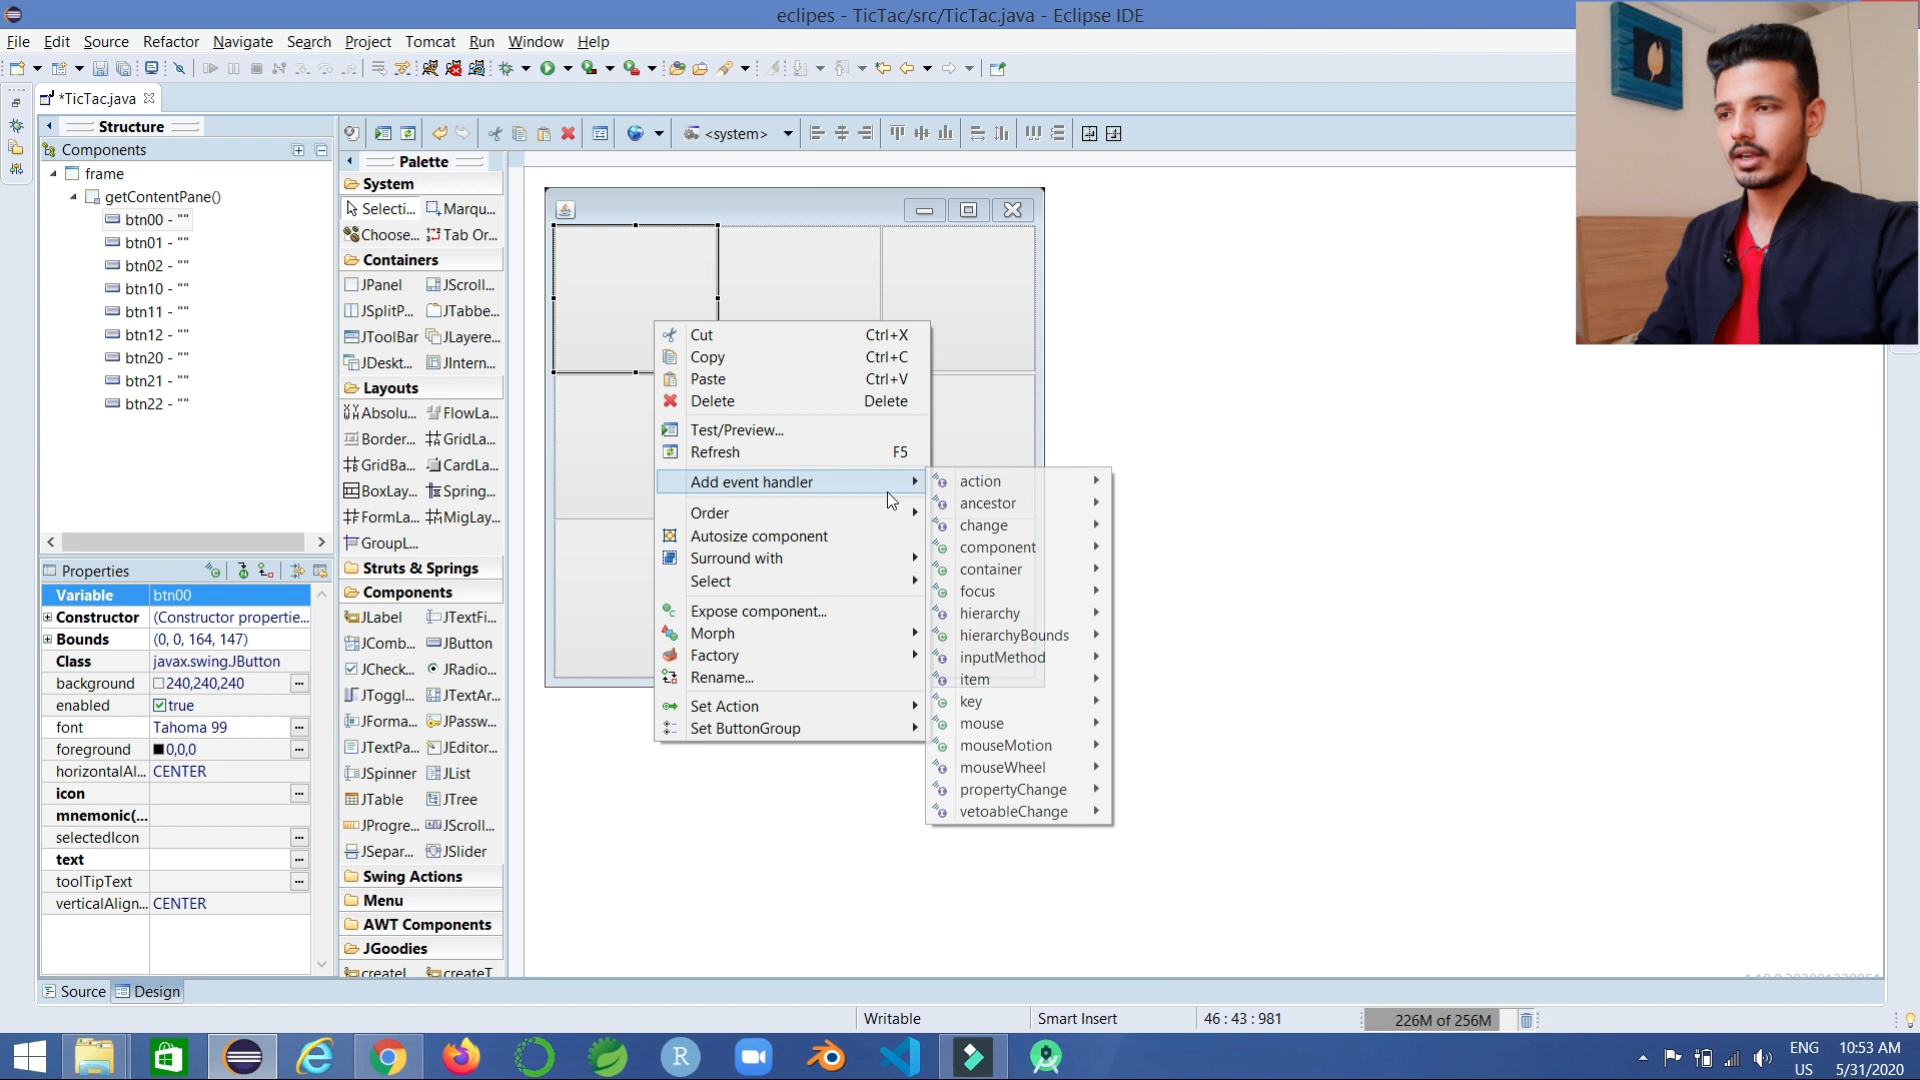 eclipes - TicTac/src/TicTac.java - Eclipse IDE
File Edit Source Refactor Navigate Search Project Tomcat Run Window Help
*TicTac.java
Structure
Components
frame
getContentPane()
btn00 - ""
btn01 - ""
btn02 - ""
btn10 - ""
btn11 - ""
btn12 - ""
btn20 - ""
btn21 - ""
btn22 - ""
Properties
Variable btn00
Constructor (Constructor propertie...
Bounds (0, 0, 164, 147)
Class javax.swing.JButton
background 240,240,240
enabled true
font Tahoma 99
foreground 0,0,0
horizontalAl... CENTER
icon
mnemonic(...
selectedIcon
text
toolTipText
verticalAlign... CENTER
<system>
Palette
System
Selecti... Marqu...
Choose... Tab Or...
Containers
JPanel JScroll...
JSplitP... JTabbe...
JToolBar JLayere...
JDeskt... JIntern...
Layouts
Absolu... FlowLa...
Border... GridLa...
GridBa... CardLa...
BoxLay... Spring...
FormLa... MigLay...
GroupL...
Struts & Springs
Components
JLabel JTextFi...
JComb... JButton
JCheck... JRadio...
JToggl... JTextAr...
JForma... JPassw...
JTextPa... JEditor...
JSpinner JList
JTable JTree
JProgre... JScroll...
JSepar... JSlider
Swing Actions
Menu
AWT Components
JGoodies
createl createT
Cut Ctrl+X
Copy Ctrl+C
Paste Ctrl+V
Delete Delete
Test/Preview...
Refresh F5
Add event handler
Order
Autosize component
Surround with
Select
Expose component...
Morph
Factory
Rename...
Set Action
Set ButtonGroup
action
ancestor
change
component
container
focus
hierarchy
hierarchyBounds
inputMethod
item
key
mouse
mouseMotion
mouseWheel
propertyChange
vetoableChange
Source Design
Writable Smart Insert 46 : 43 : 981 226M of 256M
ENG
US
10:53 AM
5/31/2020